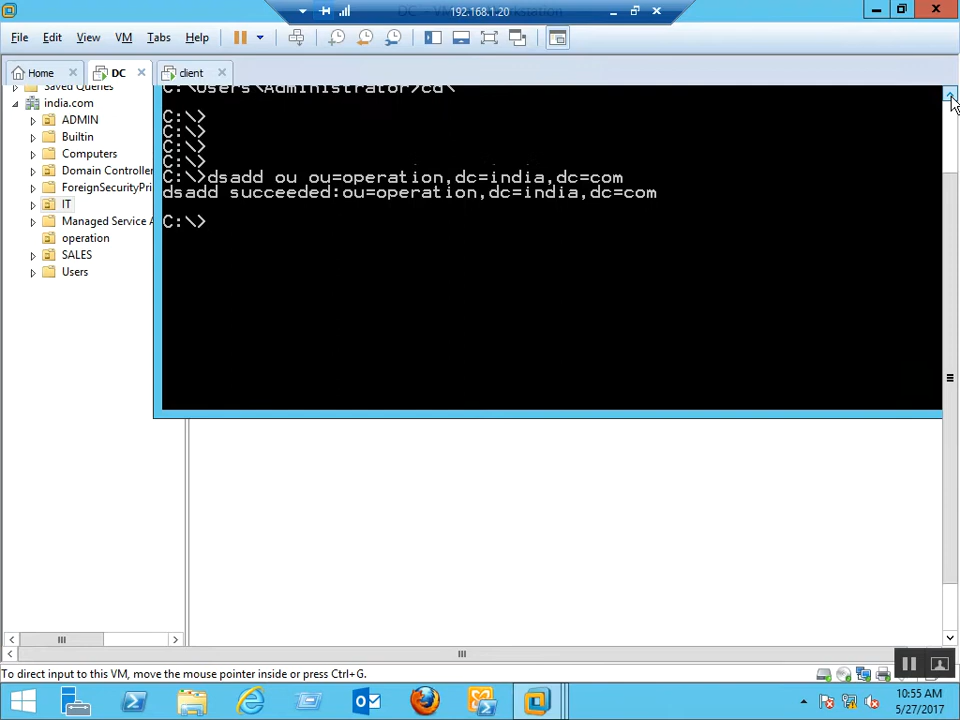 192.168.1.20
File Edit View VM Tabs Help
Home DC client
Saved Queries
C:\Users\Administrator>cd\
india.com
ADMIN
C:\>
Builtin
C:\>
Computers
C:\>
C:\>
Domain Controller
C:\>dsadd ou ou=operation,dc=india,dc=com
ForeignSecurityPri
dsadd succeeded:ou=operation,dc=india,dc=com
IT
Managed Service A
C:\>
operation
SALES
Users
To direct input to this VM, move the mouse pointer inside or press Ctrl+G.
10:55 AM
5/27/2017